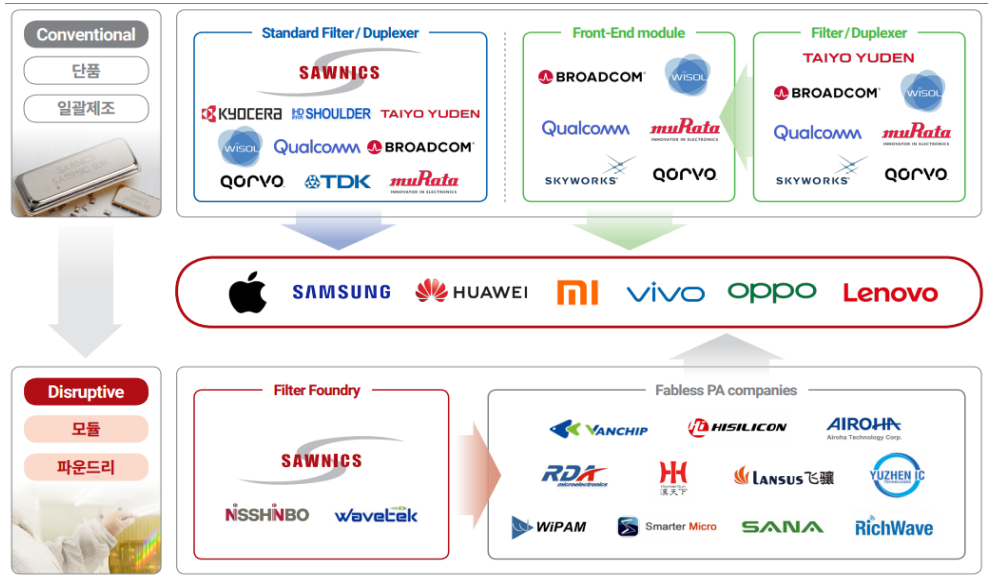 Conventional
단품
일괄제조
SAWNICS
Standard Filter / Duplexer
SAWNICS
KYOCERA SHOULDER TAIYO YUDEN
WiSOL Qualcomm BROADCOM®
QORVO TDK muRata
INNOVATOR IN ELECTRONICS
Front-End module
BROADCOM® WiSOL
Qualcomm muRata
INNOVATOR IN ELECTRONICS
SKYWORKS® QORVO
Filter / Duplexer
TAIYO YUDEN
BROADCOM® WiSOL
Qualcomm muRata
INNOVATOR IN ELECTRONICS
SKYWORKS® QORVO
SAMSUNG HUAWEI MI vivo oppo Lenovo
Disruptive
모듈
파운드리
Filter Foundry
SAWNICS
NISSHINBO wavetek
Fabless PA companies
VANCHIP Hi HISILICON AIROHA
Airoha Technology Corp.
RDA microelectronics 漢天下 LANSUS 飞骧 YUZHEN IC
TECHNOLOGIES
WiPAM Smarter Micro SANA RichWave